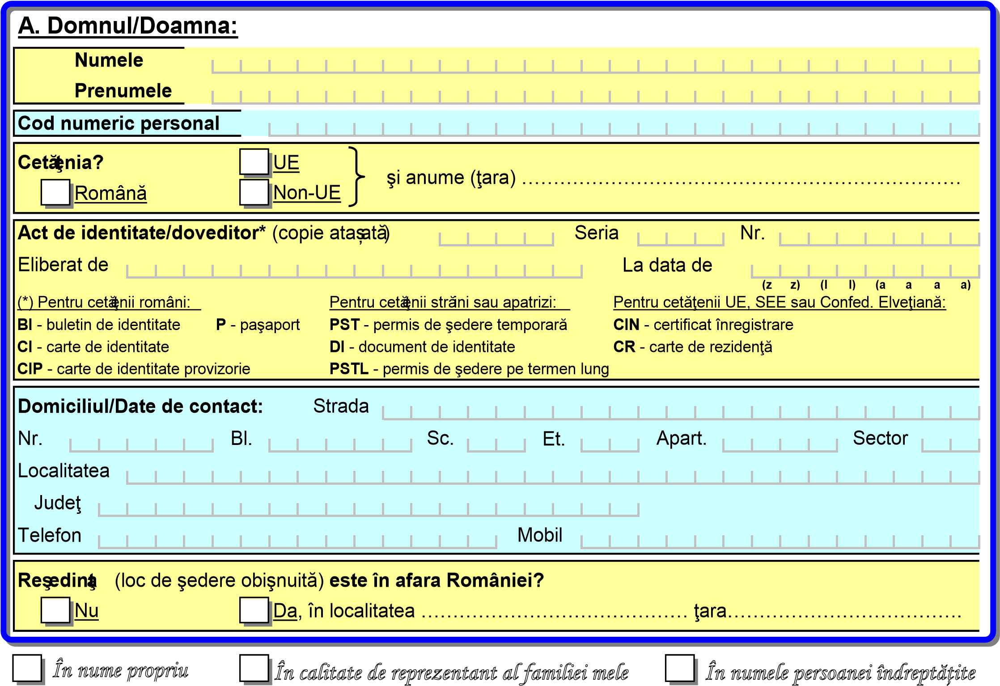 A. Domnul/Doamna:
Numele
Prenumele
Cod numeric personal
Cetăţenia?
Română
UE
Non-UE
şi anume (ţara) ……………………………………………………………
Act de identitate/doveditor* (copie atașată) Seria Nr.
Eliberat de La data de
(z z) (l l) (a a a a)
(*) Pentru cetăţenii români: Pentru cetăţenii străini sau apatrizi: Pentru cetăţenii UE, SEE sau Confed. Elveţiană:
BI - buletin de identitate P - paşaport PST - permis de şedere temporară CIN - certificat înregistrare
CI - carte de identitate DI - document de identitate CR - carte de rezidenţă
CIP - carte de identitate provizorie PSTL - permis de şedere pe termen lung
Domiciliul/Date de contact: Strada
Nr. Bl. Sc. Et. Apart. Sector
Localitatea
Judeţ
Telefon Mobil
Reşedinţa (loc de şedere obişnuită) este în afara României?
Nu Da, în localitatea …………………………………… ţara………………………………
În nume propriu În calitate de reprezentant al familiei mele În numele persoanei îndreptățite